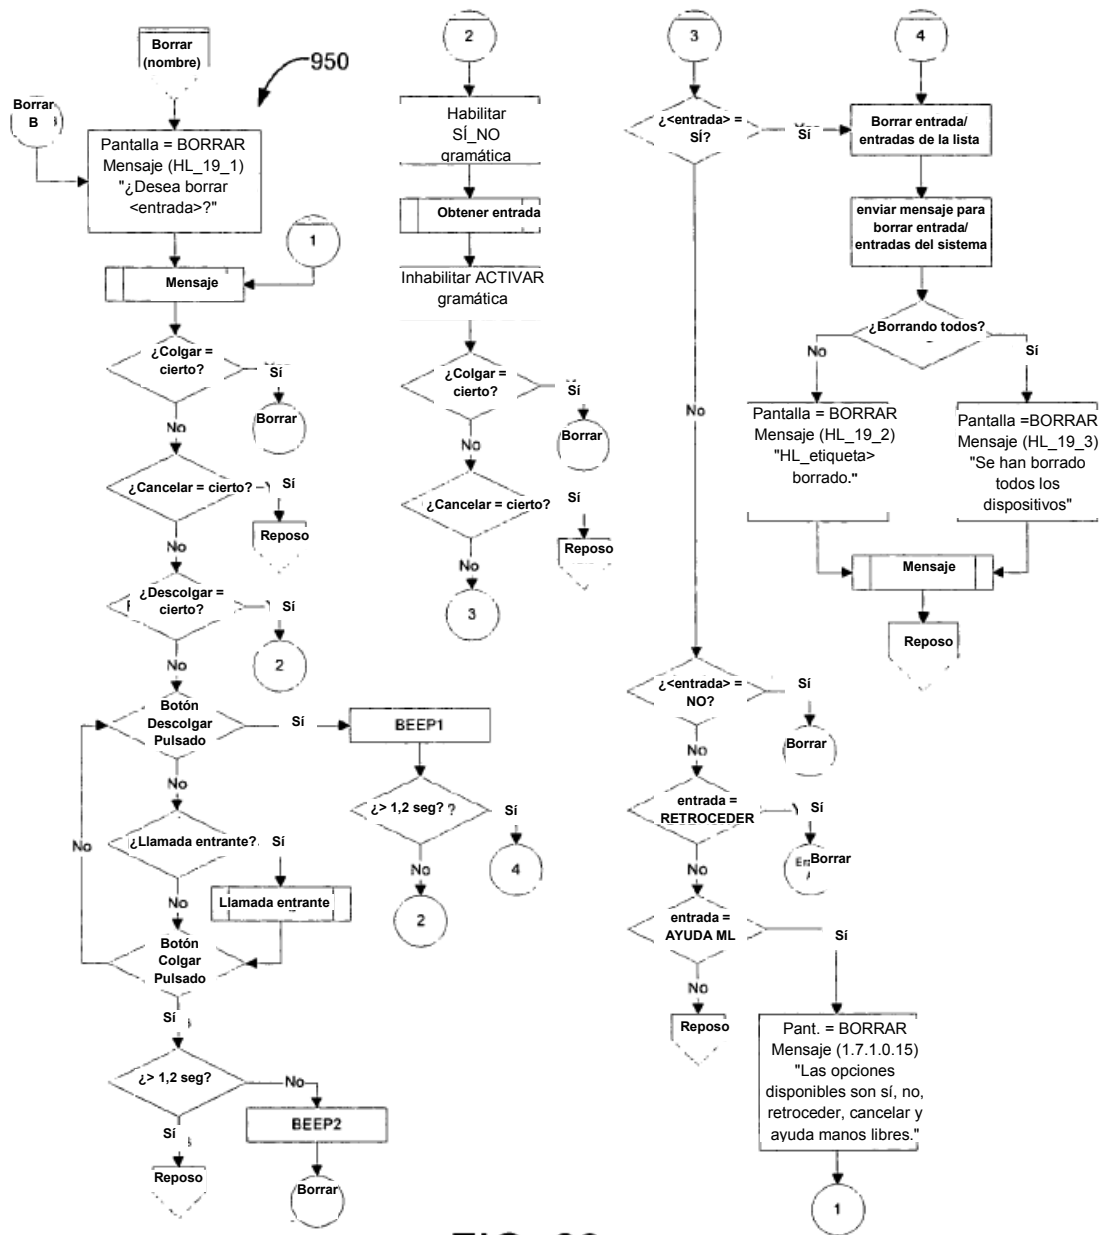 Borrar
(nombre)
950
Borrar
B
Pantalla = BORRAR
Mensaje (HL_19_1)
"¿Desea borrar
<entrada>?"
1
Mensaje
¿Colgar =
cierto?
Sí
Borrar
No
¿Cancelar = cierto?
Sí
Reposo
No
¿Descolgar =
cierto?
Sí
2
No
Botón
Descolgar
Pulsado
Sí
BEEP1
¿> 1,2 seg? ?
Sí
4
No
2
No
¿Llamada entrante?
Sí
Llamada entrante
No
No
Botón
Colgar
Pulsado
Sí
¿> 1,2 seg?
No
BEEP2
Borrar
Sí
Reposo
2
Habilitar
SÍ_NO
gramática
Obtener entrada
Inhabilitar ACTIVAR
gramática
¿Colgar =
cierto?
Sí
Borrar
No
¿Cancelar = cierto?
Sí
Reposo
No
3
3
¿<entrada> =
SÍ?
Sí
No
¿<entrada> =
NO?
Sí
Borrar
No
entrada =
RETROCEDER
Sí
Borrar
No
entrada =
AYUDA ML
Sí
No
Reposo
Pant. = BORRAR
Mensaje (1.7.1.0.15)
"Las opciones
disponibles son sí, no,
retroceder, cancelar y
ayuda manos libres."
1
4
Borrar entrada/
entradas de la lista
enviar mensaje para
borrar entrada/
entradas del sistema
¿Borrando todos?
No
Sí
Pantalla = BORRAR
Mensaje (HL_19_2)
"HL_etiqueta>
borrado."
Pantalla =BORRAR
Mensaje (HL_19_3)
"Se han borrado
todos los
dispositivos"
Mensaje
Reposo